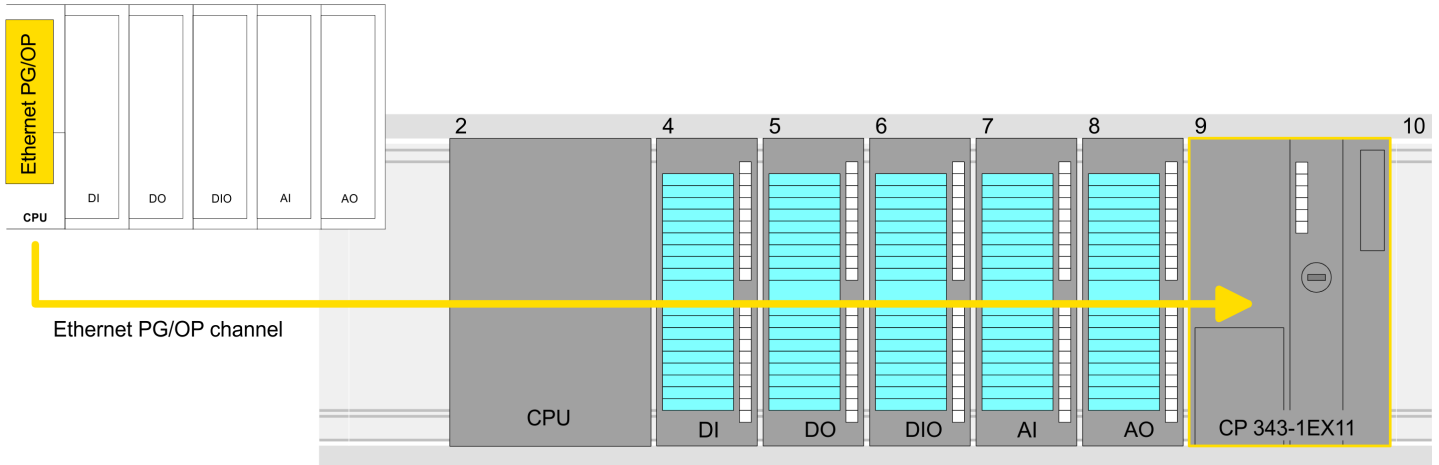 Ethernet PG/OP
CPU
DI
DO
DIO
AI
AO
Ethernet PG/OP channel
2
4
5
6
7
8
9
10
CPU
DI
DO
DIO
AI
AO
CP 343-1EX11